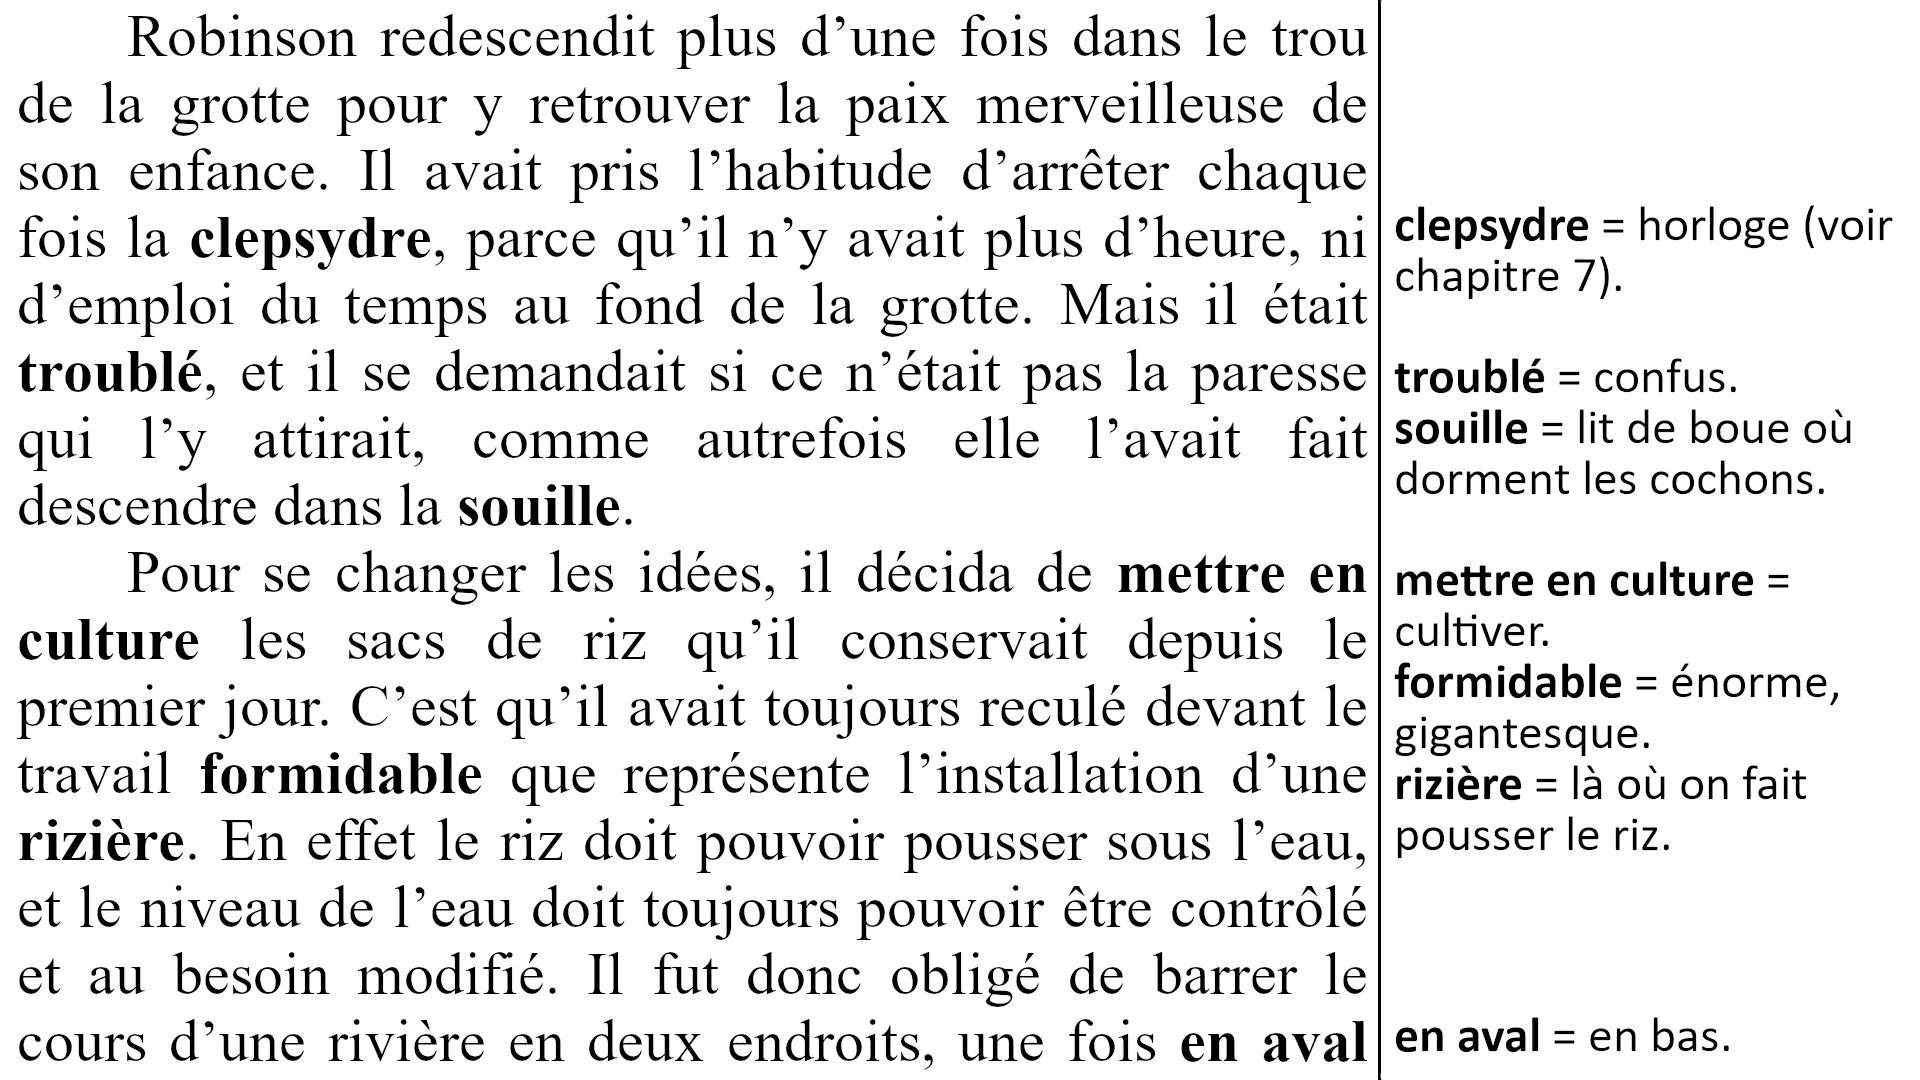 Robinson redescendit plus d’une fois dans le trou
de la grotte pour y retrouver la paix merveilleuse de
son enfance. Il avait pris l’habitude d’arrêter chaque
fois la clepsydre, parce qu’il n’y avait plus d’heure, ni
d’emploi du temps au fond de la grotte. Mais il était
troublé, et il se demandait si ce n’était pas la paresse
qui l’y attirait, comme autrefois elle l’avait fait
descendre dans la souille.
Pour se changer les idées, il décida de mettre en
culture les sacs de riz qu’il conservait depuis le
premier jour. C’est qu’il avait toujours reculé devant le
travail formidable que représente l’installation d’une
rizière. En effet le riz doit pouvoir pousser sous l’eau,
et le niveau de l’eau doit toujours pouvoir être contrôlé
et au besoin modifié. Il fut donc obligé de barrer le
cours d’une rivière en deux endroits, une fois en aval
clepsydre = horloge (voir
chapitre 7).
troublé = confus.
souille = lit de boue où
dorment les cochons.
mettre en culture =
cultiver.
formidable = énorme,
gigantesque.
rizière = là où on fait
pousser le riz.
en aval = en bas.